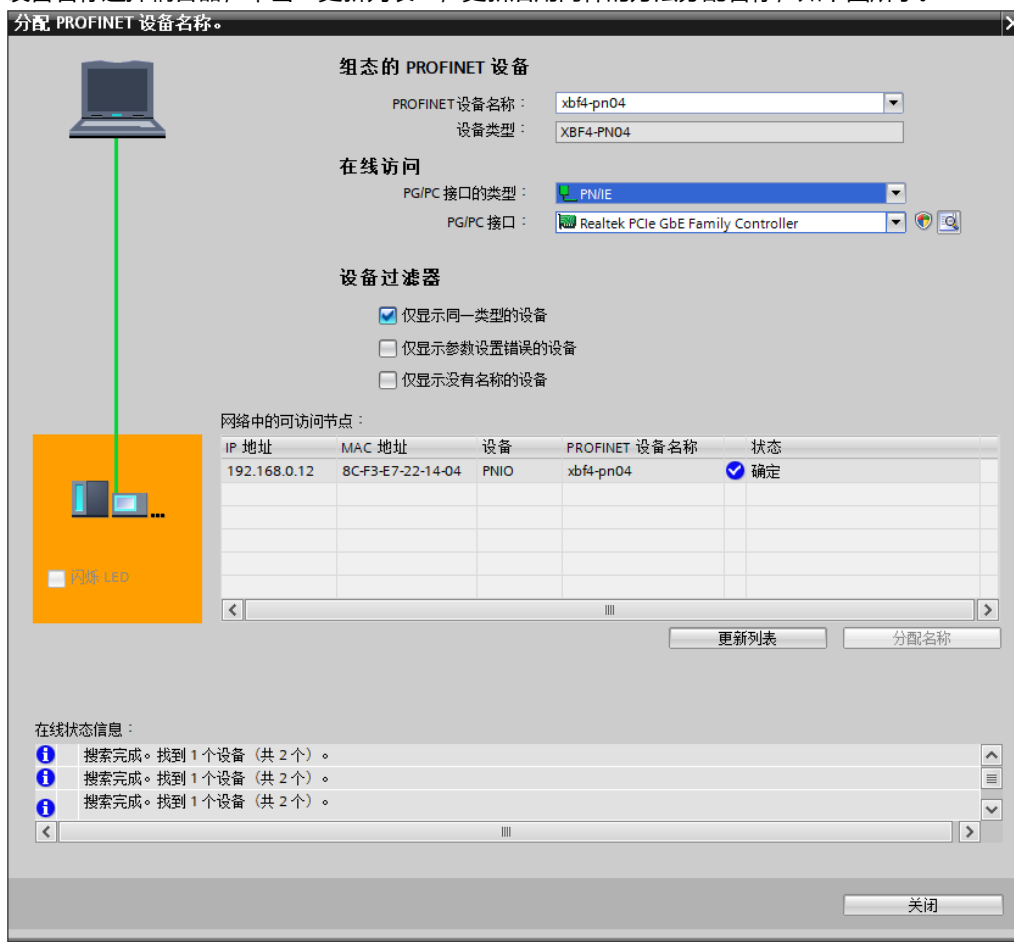 分配 PROFINET 设备名称。
组态的 PROFINET 设备
PROFINET设备名称： xbf4-pn04
设备类型： XBF4-PN04
在线访问
PG/PC 接口的类型： PN/IE
PG/PC 接口： Realtek PCIe GbE Family Controller
设备过滤器
仅显示同一类型的设备
仅显示参数设置错误的设备
仅显示没有名称的设备
网络中的可访问节点：
IP 地址 MAC 地址 设备 PROFINET 设备名称 状态
192.168.0.12 8C-F3-E7-22-14-04 PNIO xbf4-pn04 确定
闪烁 LED
更新列表 分配名称
在线状态信息：
搜索完成。找到 1 个设备（共 2 个）。
搜索完成。找到 1 个设备（共 2 个）。
搜索完成。找到 1 个设备（共 2 个）。
关闭